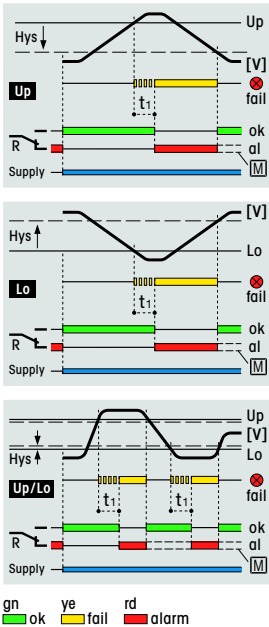 Up
Hys
[V]
Up
fail
t1
ok
R
al
M
Supply
[V]
Hys
Lo
Lo
fail
t1
ok
R
al
M
Supply
Up
[V]
Hys
Lo
Up/Lo
fail
t1 t1
ok
R
al
M
Supply
gn ye rd
ok fail alarm